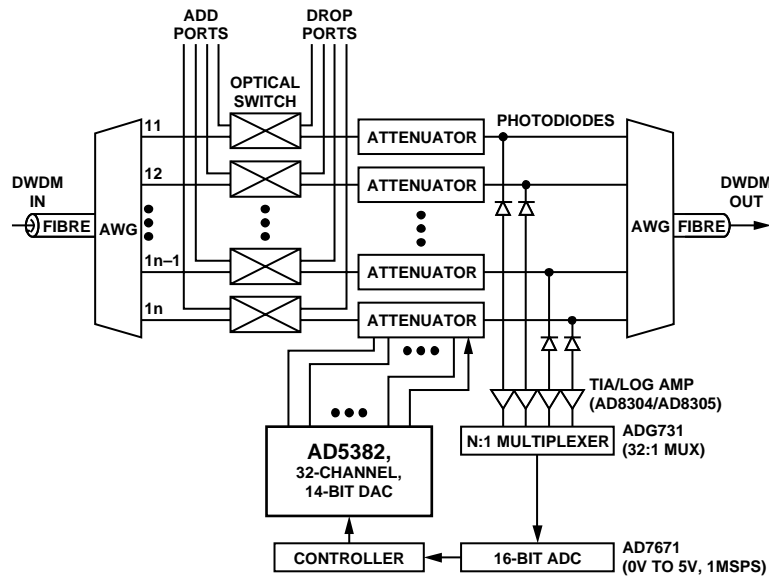 ADD
PORTS
DROP
PORTS
OPTICAL
SWITCH
PHOTODIODES
11
ATTENUATOR
12
ATTENUATOR
DWDM
IN
FIBRE
AWG
AWG
FIBRE
DWDM
OUT
1n–1
ATTENUATOR
1n
ATTENUATOR
TIA/LOG AMP
(AD8304/AD8305)
AD5382,
32-CHANNEL,
14-BIT DAC
N:1 MULTIPLEXER
ADG731
(32:1 MUX)
CONTROLLER
16-BIT ADC
AD7671
(0V TO 5V, 1MSPS)